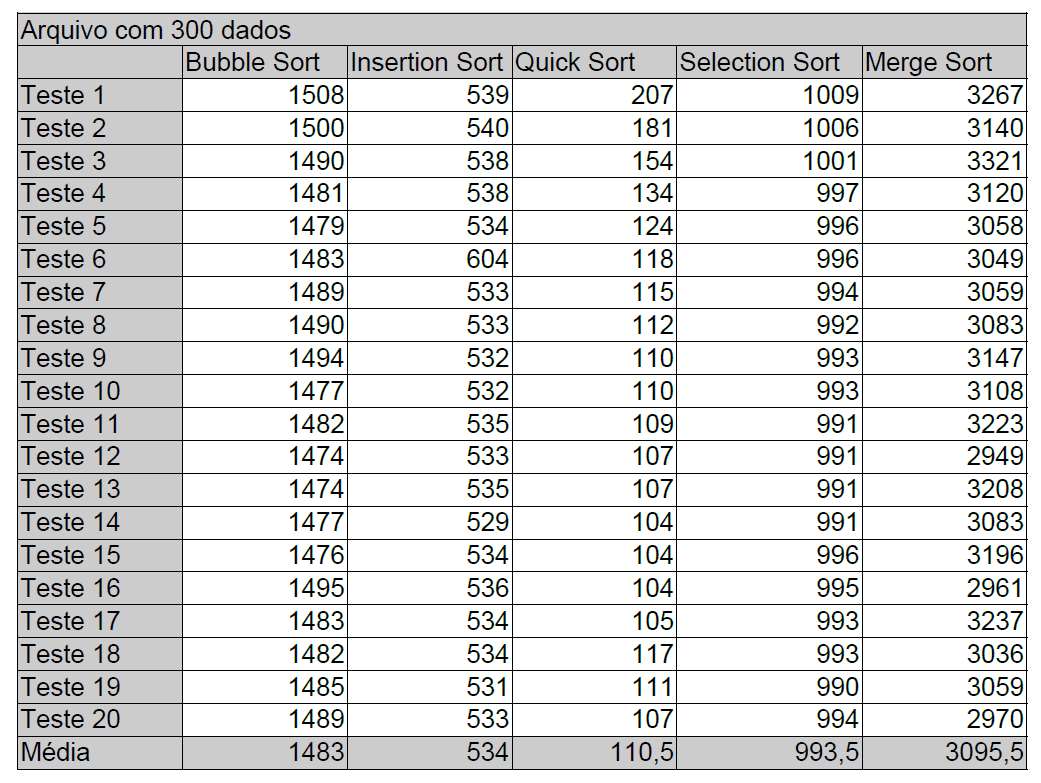 Arquivo com 300 dados
Bubble Sort Insertion Sort Quick Sort Selection Sort Merge Sort
Teste 1 1508 539 207 1009 3267
Teste 2 1500 540 181 1006 3140
Teste 3 1490 538 154 1001 3321
Teste 4 1481 538 134 997 3120
Teste 5 1479 534 124 996 3058
Teste 6 1483 604 118 996 3049
Teste 7 1489 533 115 994 3059
Teste 8 1490 533 112 992 3083
Teste 9 1494 532 110 993 3147
Teste 10 1477 532 110 993 3108
Teste 11 1482 535 109 991 3223
Teste 12 1474 533 107 991 2949
Teste 13 1474 535 107 991 3208
Teste 14 1477 529 104 991 3083
Teste 15 1476 534 104 996 3196
Teste 16 1495 536 104 995 2961
Teste 17 1483 534 105 993 3237
Teste 18 1482 534 117 993 3036
Teste 19 1485 531 111 990 3059
Teste 20 1489 533 107 994 2970
Média 1483 534 110,5 993,5 3095,5